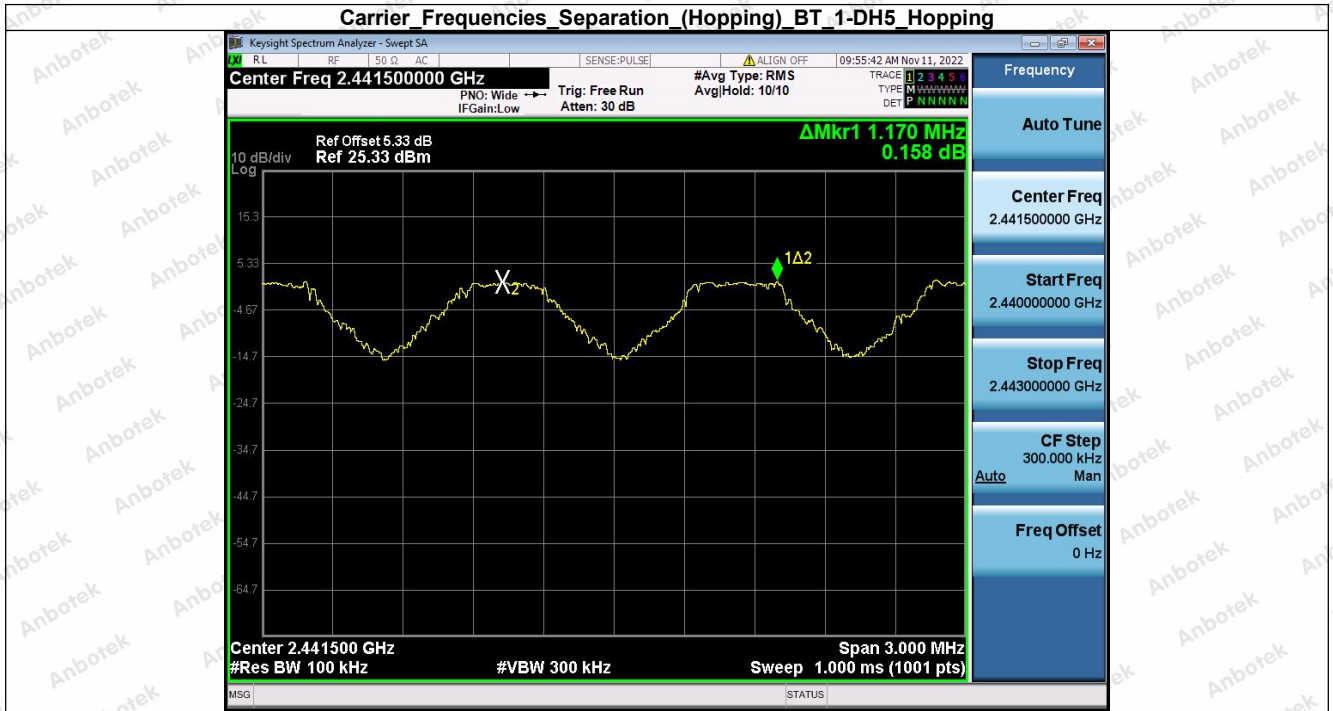 Carrier_Frequencies_Separation_(Hopping)_BT_1-DH5_Hopping
Keysight Spectrum Analyzer - Swept SA
LXI RL RF 50 Ω AC SENSE:PULSE ALIGN OFF 09:55:42 AM Nov 11, 2022
Center Freq 2.441500000 GHz
PNO: Wide
IFGain:Low
Trig: Free Run
Atten: 30 dB
#Avg Type: RMS
Avg|Hold: 10/10
TRACE 1 2 3 4 5 6
TYPE M WWWWW
DET P N N N N N
ΔMkr1 1.170 MHz
0.158 dB
Ref Offset 5.33 dB
10 dB/div Ref 25.33 dBm
Log
15.3
5.33
-4.67
-14.7
-24.7
-34.7
-44.7
-54.7
-64.7
X2
1Δ2
Center 2.441500 GHz Span 3.000 MHz
#Res BW 100 kHz #VBW 300 kHz Sweep 1.000 ms (1001 pts)
MSG STATUS
Frequency
Auto Tune
Center Freq
2.441500000 GHz
Start Freq
2.440000000 GHz
Stop Freq
2.443000000 GHz
CF Step
300.000 kHz
Auto Man
Freq Offset
0 Hz
Anbotek